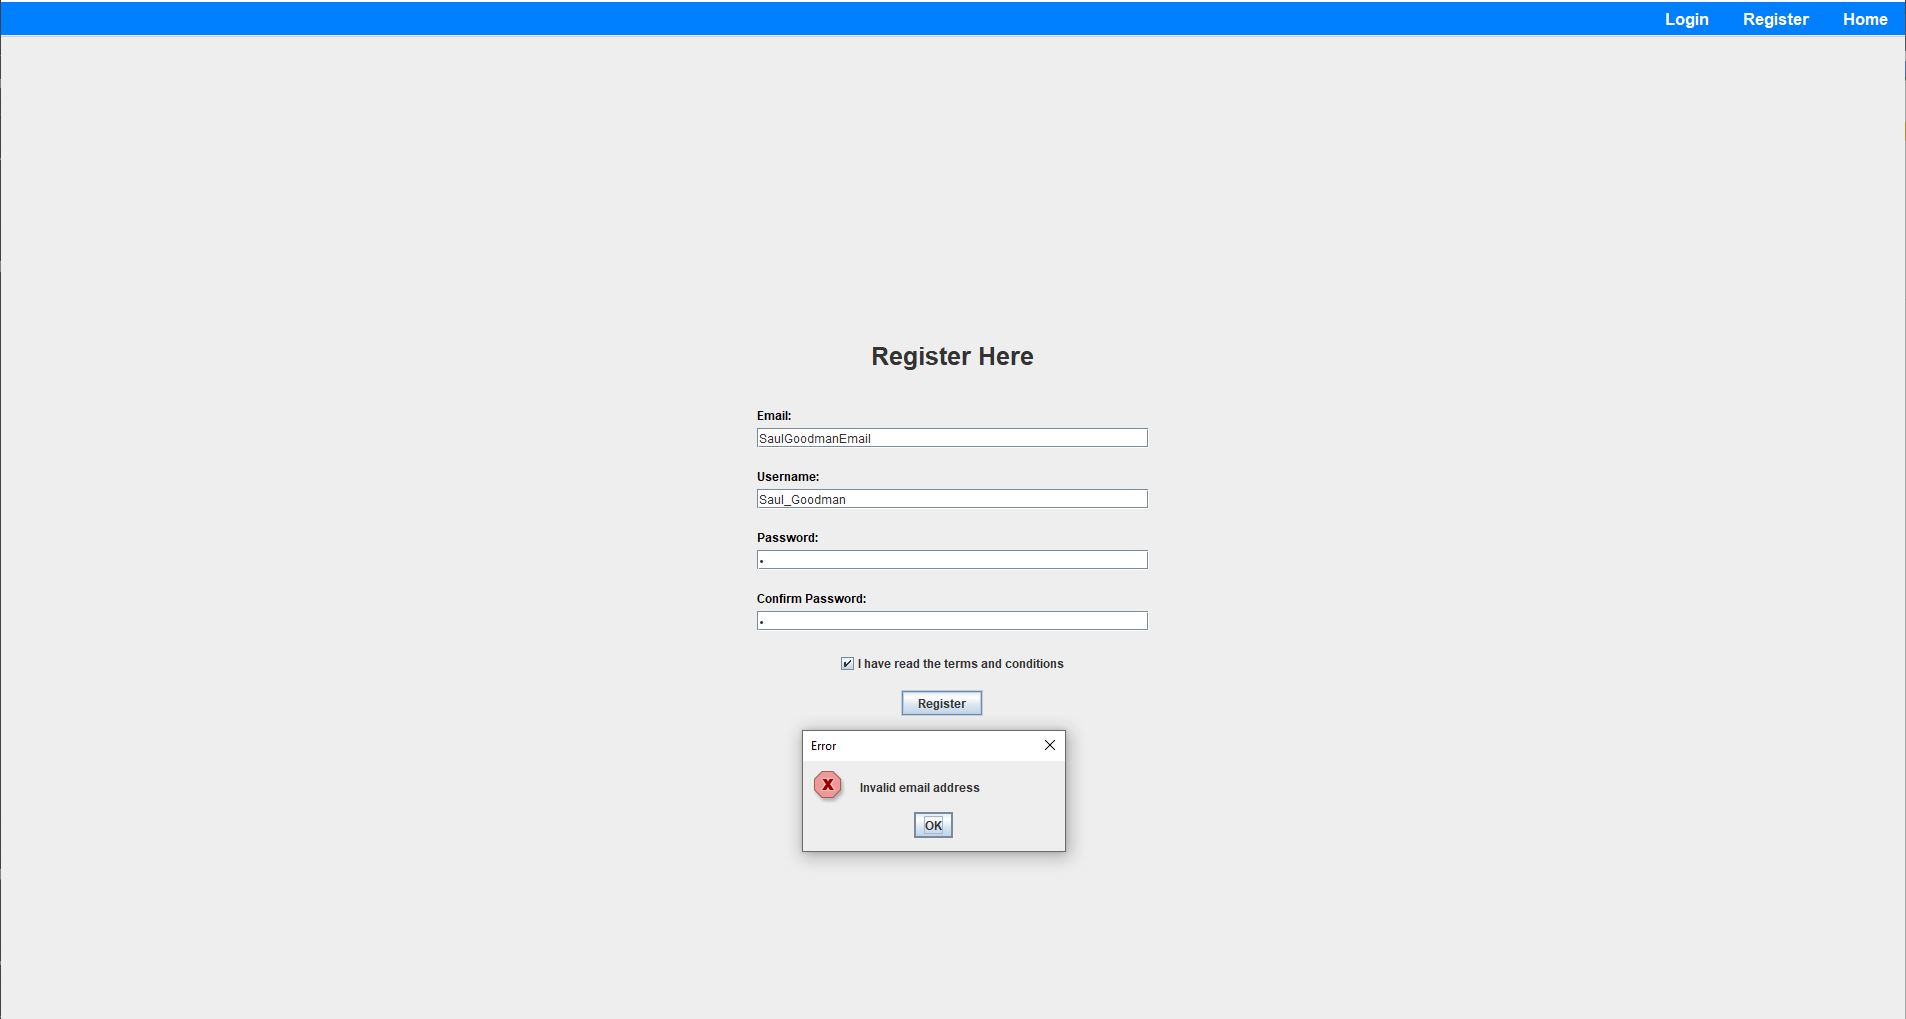 Login Register Home
Register Here
Email:
SaulGoodmanEmail
Username:
Saul_Goodman
Password:
•
Confirm Password:
•
I have read the terms and conditions
Register
Error
Invalid email address
OK